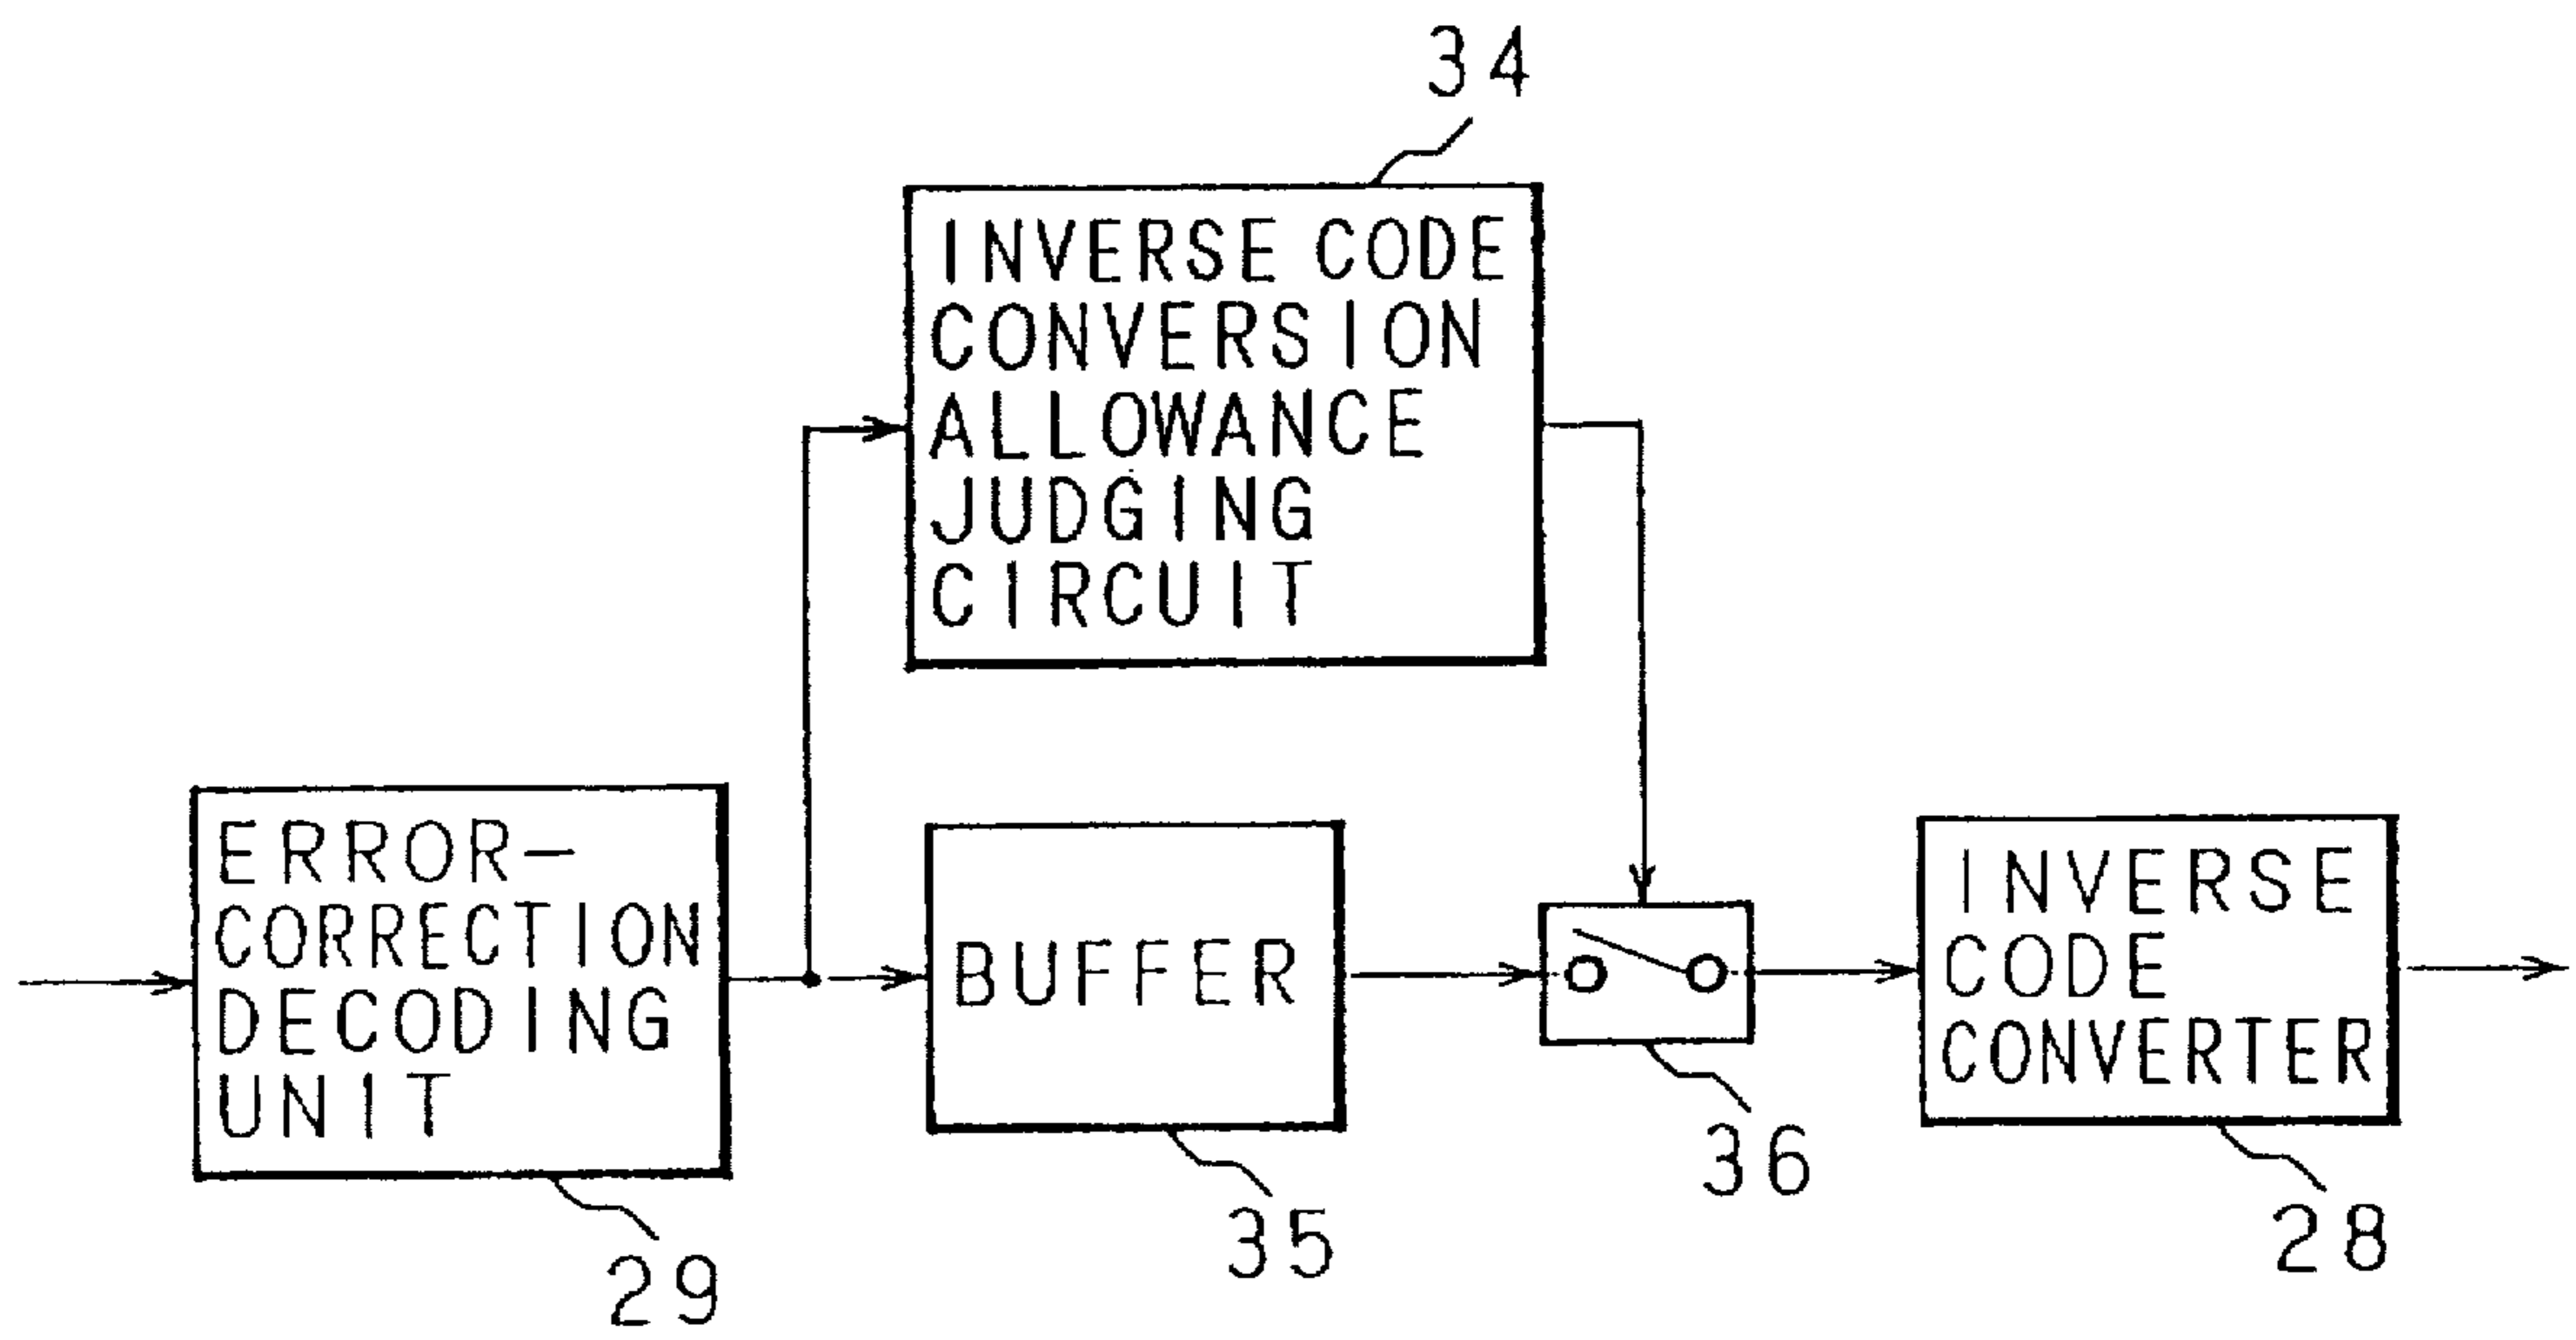 34
INVERSE CODE
CONVERSION
ALLOWANCE
JUDGING
CIRCUIT
ERROR-
CORRECTION
DECODING
UNIT
29
BUFFER
35
36
INVERSE
CODE
CONVERTER
28